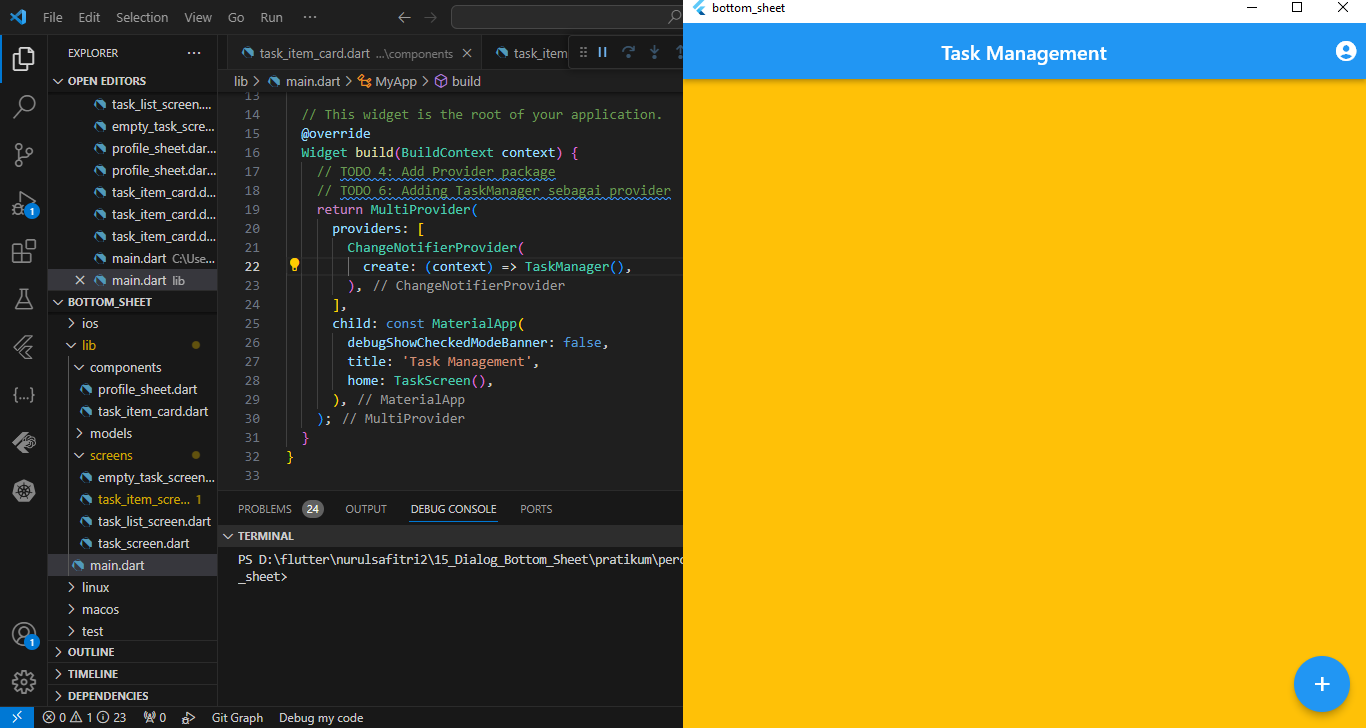 File Edit Selection View Go Run ···
bottom_sheet
EXPLORER ···
OPEN EDITORS
task_list_screen....
empty_task_scre...
profile_sheet.dar...
profile_sheet.dar...
task_item_card.d...
task_item_card.d...
task_item_card.d...
main.dart C:\Use...
main.dart lib
BOTTOM_SHEET
ios
lib
components
profile_sheet.dart
task_item_card.dart
models
screens
empty_task_screen...
task_item_scre... 1
task_list_screen.dart
task_screen.dart
main.dart
linux
macos
test
OUTLINE
TIMELINE
DEPENDENCIES
1
1
task_item_card.dart ...\components task_item
lib > main.dart > MyApp > build
13
14 // This widget is the root of your application.
15 @override
16 Widget build(BuildContext context) {
17 // TODO 4: Add Provider package
18 // TODO 6: Adding TaskManager sebagai provider
19 return MultiProvider(
20 providers: [
21 ChangeNotifierProvider(
22 create: (context) => TaskManager(),
23 ), // ChangeNotifierProvider
24 ],
25 child: const MaterialApp(
26 debugShowCheckedModeBanner: false,
27 title: 'Task Management',
28 home: TaskScreen(),
29 ), // MaterialApp
30 ); // MultiProvider
31 }
32 }
33
PROBLEMS 24 OUTPUT DEBUG CONSOLE PORTS
TERMINAL
PS D:\flutter\nurulsafitri2\15_Dialog_Bottom_Sheet\pratikum\perc
_sheet>
0 1 23 0 Git Graph Debug my code
Task Management
+